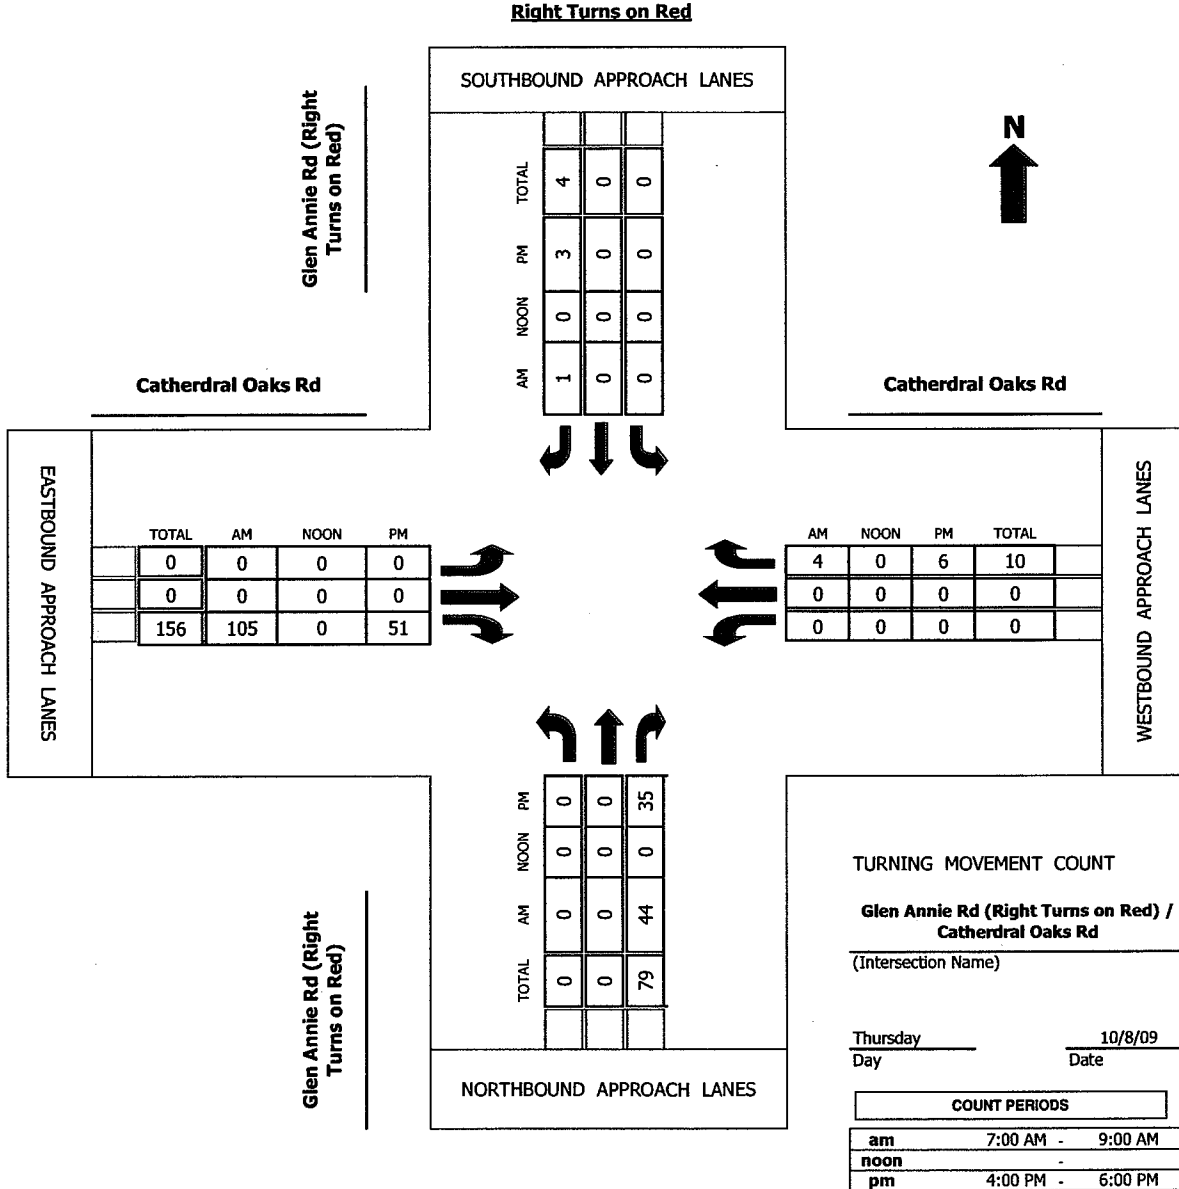 Right Turns on Red
SOUTHBOUND APPROACH LANES
Glen Annie Rd (Right
Turns on Red)
N
TOTAL 4 0 0
PM 3 0 0
NOON 0 0 0
AM 1 0 0
Catherdral Oaks Rd
Catherdral Oaks Rd
EASTBOUND APPROACH LANES
TOTAL AM NOON PM
0 0 0 0
0 0 0 0
156 105 0 51
AM NOON PM TOTAL
4 0 6 10
0 0 0 0
0 0 0 0
WESTBOUND APPROACH LANES
PM 0 0 35
NOON 0 0 0
AM 0 0 44
TOTAL 0 0 79
Glen Annie Rd (Right
Turns on Red)
NORTHBOUND APPROACH LANES
TURNING MOVEMENT COUNT
Glen Annie Rd (Right Turns on Red) /
Catherdral Oaks Rd
(Intersection Name)
Thursday 10/8/09
Day Date
COUNT PERIODS
am 7:00 AM - 9:00 AM
noon -
pm 4:00 PM - 6:00 PM